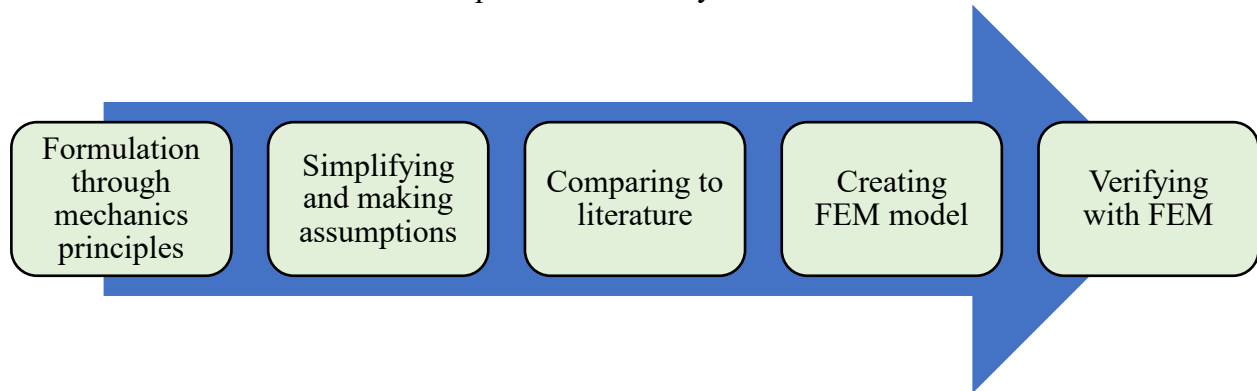 Formulation
through
mechanics
principles
Simplifying
and making
assumptions
Comparing to
literature
Creating
FEM model
Verifying
with FEM